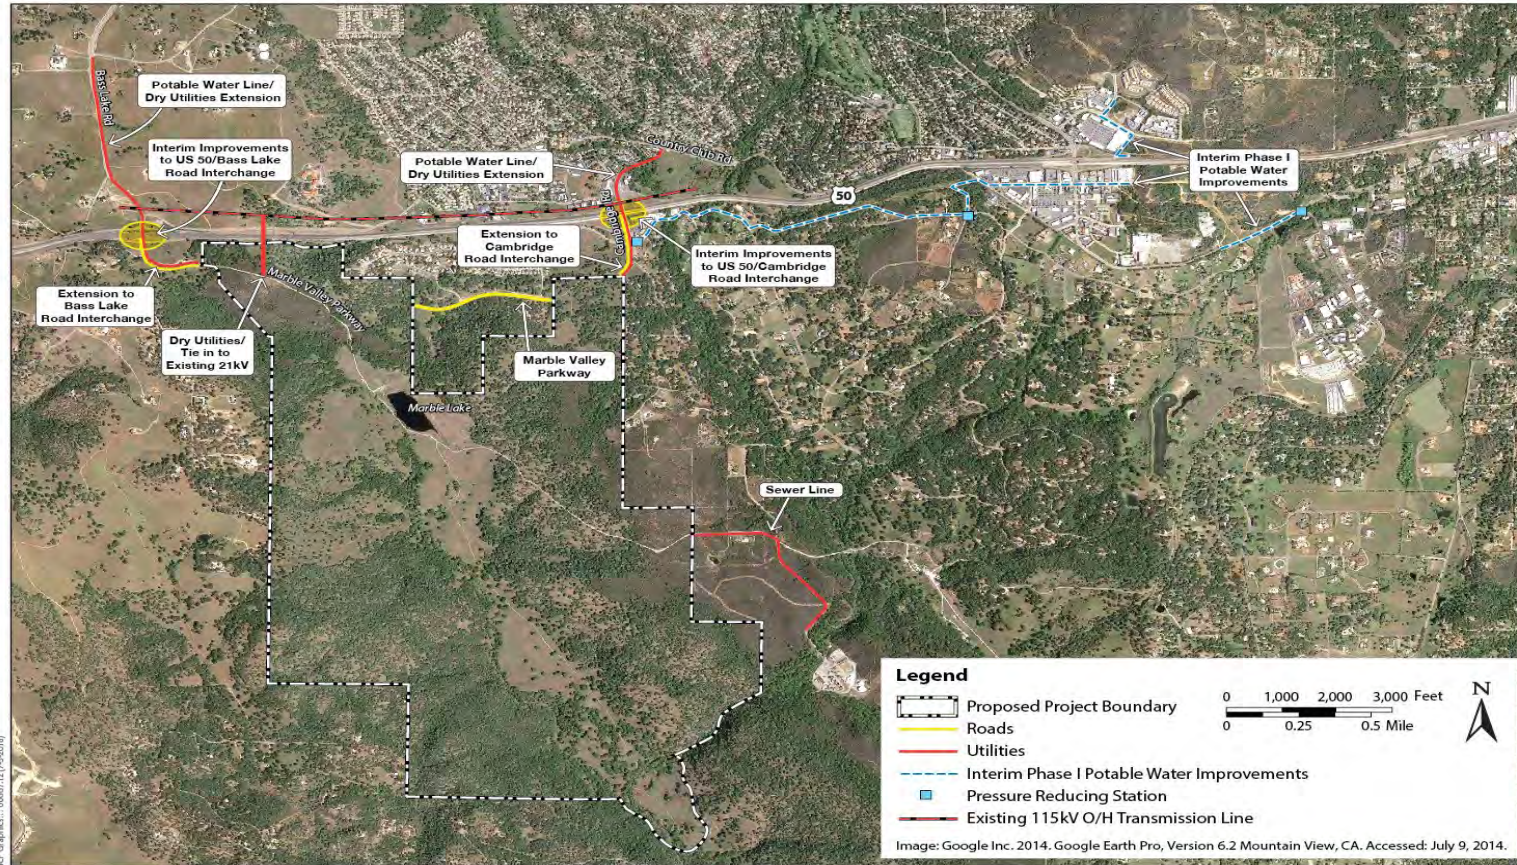 Bass Lake Rd
Potable Water Line/
Dry Utilities Extension
Interim Improvements
to US 50/Bass Lake
Road Interchange
Potable Water Line/
Dry Utilities Extension
Country Club Rd
50
Interim Phase I
Potable Water
Improvements
Cambridge Rd
Extension to
Cambridge
Road Interchange
Interim Improvements
to US 50/Cambridge
Road Interchange
Extension to
Bass Lake
Road Interchange
Marble Valley Parkway
Dry Utilities/
Tie in to
Existing 21kV
Marble Valley
Parkway
Marble Lake
Sewer Line
Legend
Proposed Project Boundary
Roads
Utilities
Interim Phase I Potable Water Improvements
Pressure Reducing Station
Existing 115kV O/H Transmission Line
0 1,000 2,000 3,000 Feet
0 0.25 0.5 Mile
N
Image: Google Inc. 2014. Google Earth Pro, Version 6.2 Mountain View, CA. Accessed: July 9, 2014.